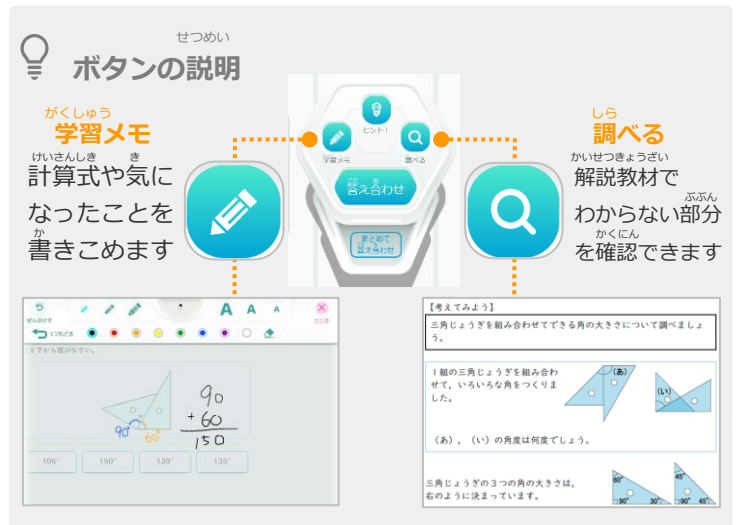 せつめい
ボタンの説明
がくしゅう
学習メモ
けいさんしき き
計算式や気に
なったことを
か
書きこめます
ヒント!
学習メモ
調べる
こた あ
答え合わせ
まとめて
答え合わせ
しら
調べる
かいせつきょうざい
解説教材で
ぶぶん
わからない部分
かくにん
を確認できます
ぜんぶけす
1つもどる
A A A
とじる
を下から選びなさい。
90
+ 60
150
90°
60°
105°
150°
120°
135°
【考えてみよう】
三角じょうぎを組み合わせてできる角の大きさについて調べましょ
う。
1組の三角じょうぎを組み合わ
せて,いろいろな角をつくりま
した。
(あ)
(い)
(あ),(い)の角度は何度でしょう。
三角じょうぎの3つの角の大きさは,
右のように決まっています。
60°
90°
30°
45°
90°
45°